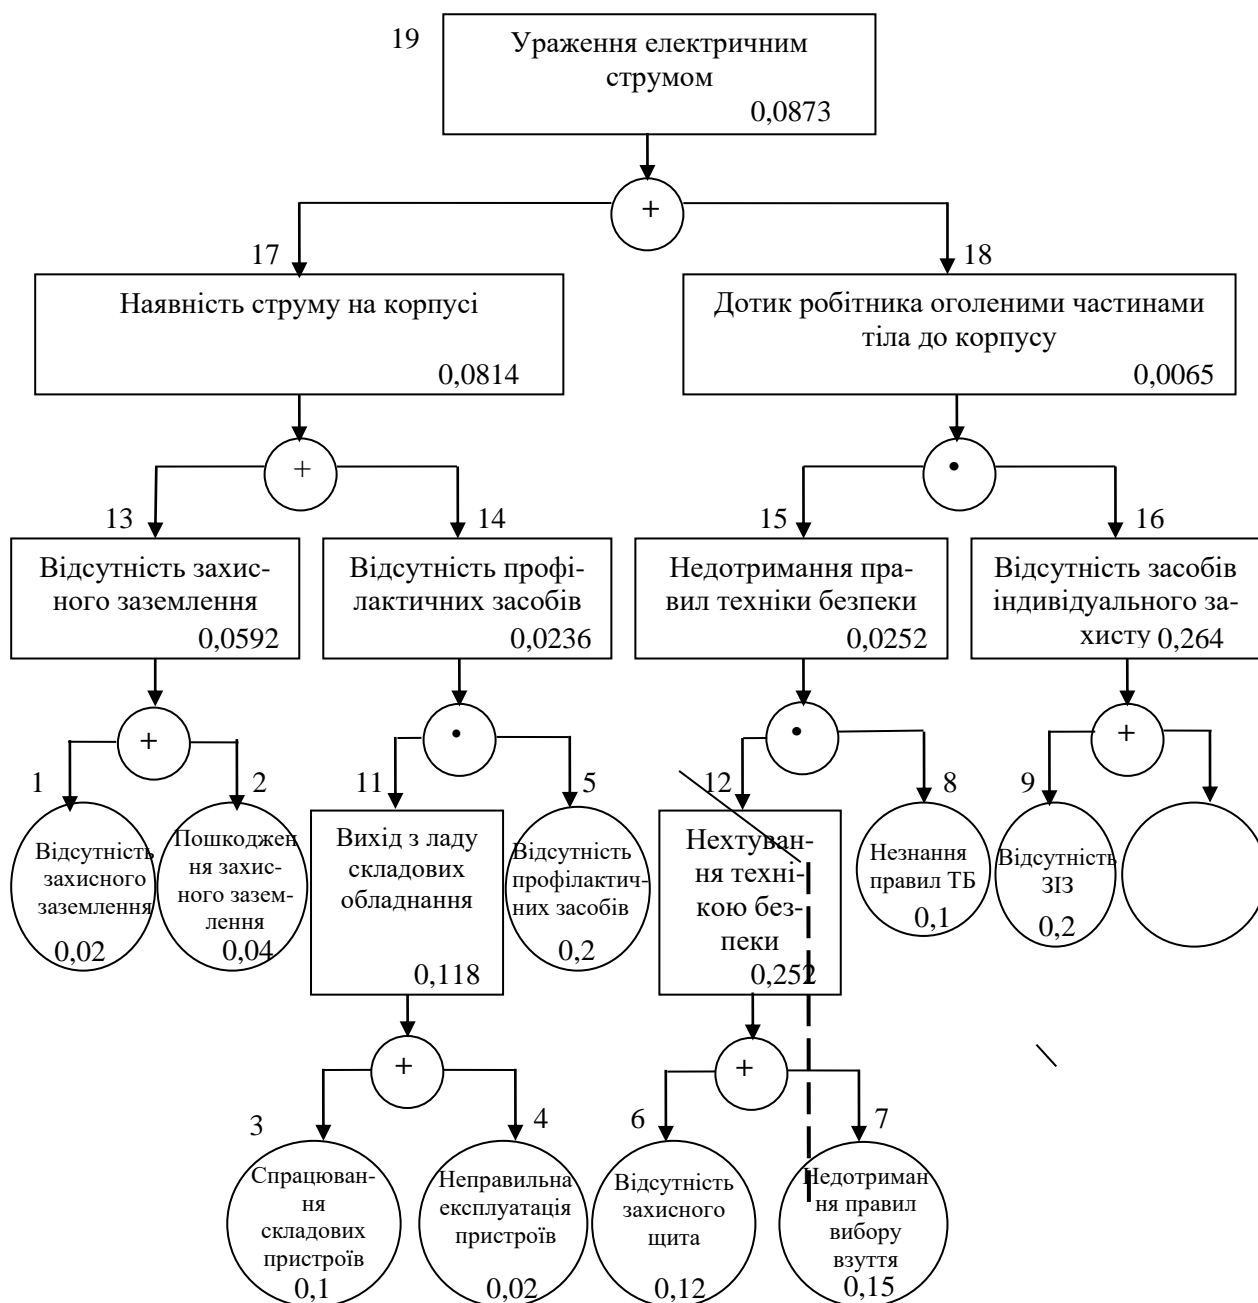 19
Ураження електричним
струмом
0,0873
+
17
18
Наявність струму на корпусі
0,0814
Дотик робітника оголеними частинами
тіла до корпусу
0,0065
+
•
13
14
15
16
Відсутність захис-
ного заземлення
0,0592
Відсутність профі-
лактичних засобів
0,0236
Недотримання пра-
вил техніки безпеки
0,0252
Відсутність засобів
індивідуального за-
хисту 0,264
+
•
•
+
1
2
11
5
12
8
9
Відсутність
захисного
заземлення
0,02
Пошкоджен
ня захис-
ного зазем-
лення
0,04
Вихід з ладу
складових
обладнання
0,118
Відсутність
профілактич-
них засобів
0,2
Нехтуван-
ня техні-
кою без-
пеки
0,252
Незнання
правил ТБ
0,1
Відсутність
ЗІЗ
0,2
+
+
3
4
6
7
Спрацюван-
ня
складових
пристроїв
0,1
Неправильна
експлуатація
пристроїв
0,02
Відсутність
захисного
щита
0,12
Недотриман
ня правил
вибору
взуття
0,15